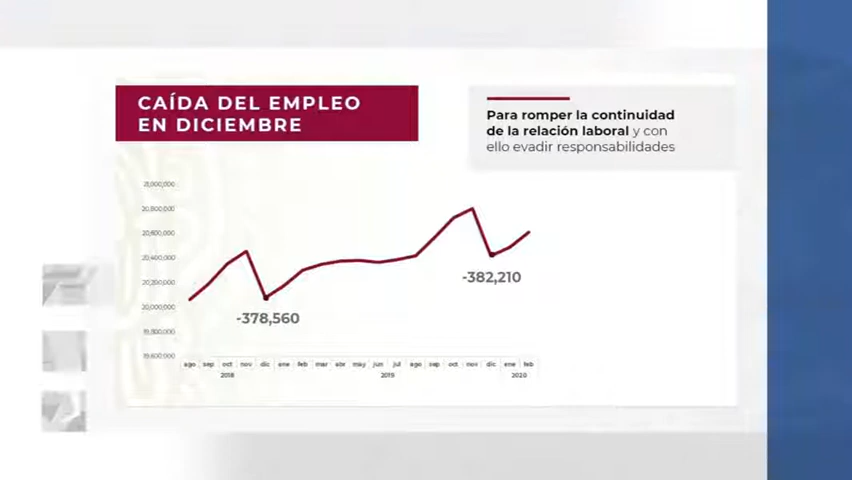 CAÍDA DEL EMPLEO
EN DICIEMBRE
Para romper la continuidad
de la relación laboral y con
ello evadir responsabilidades
21,000,000
20,800,000
20,600,000
20,400,000
20,200,000
20,000,000
19,800,000
19,600,000
-378,560
-382,210
ago sep oct nov dic ene feb mar abr may jun jul ago sep oct nov dic ene feb
2018 2019 2020